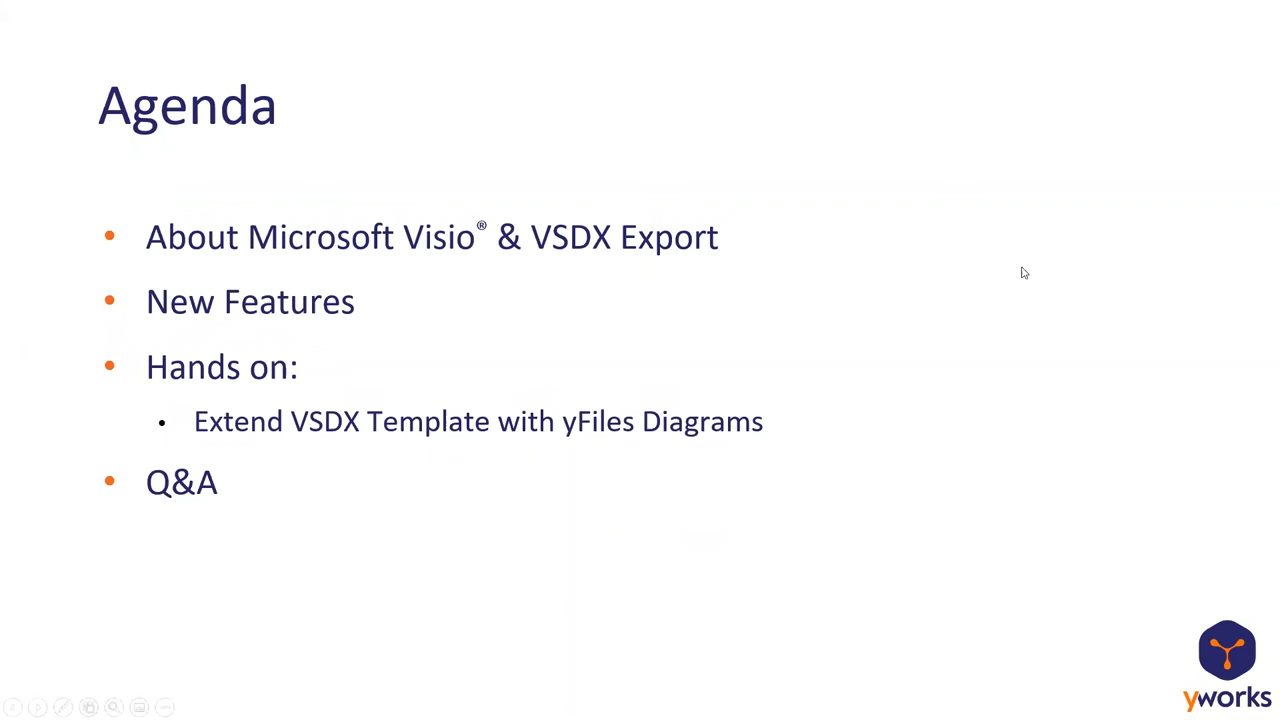 Agenda
• About Microsoft Visio® & VSDX Export
• New Features
• Hands on:
• Extend VSDX Template with yFiles Diagrams
• Q&A
yworks